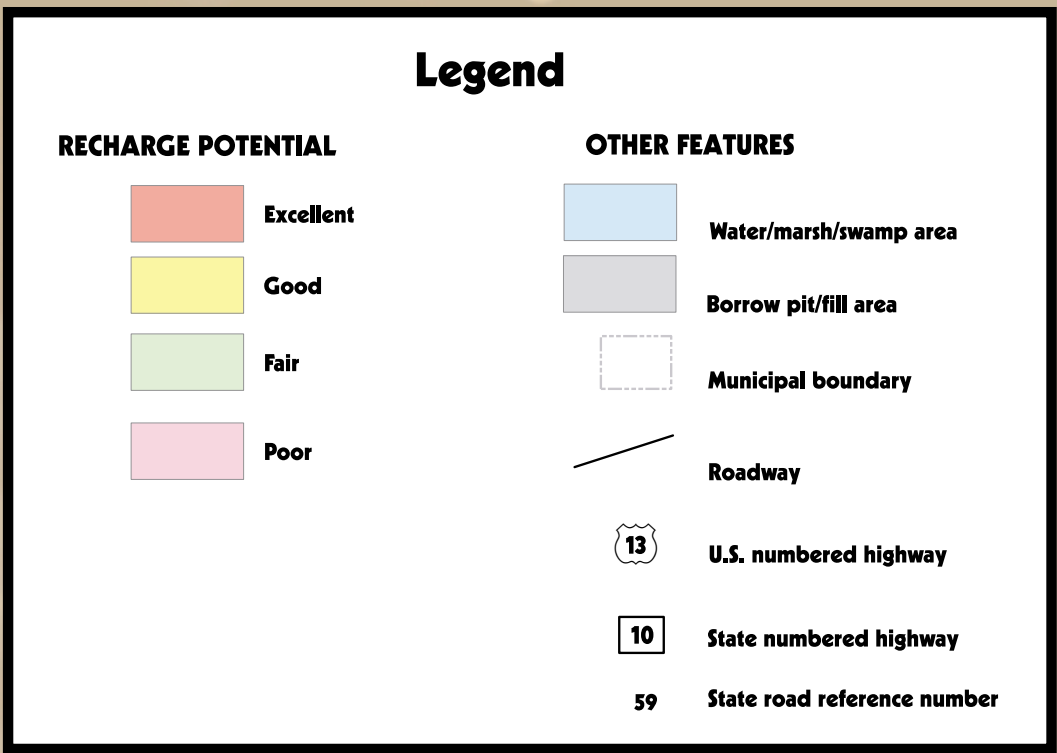 Legend
RECHARGE POTENTIAL
Excellent
Good
Fair
Poor
OTHER FEATURES
Water/marsh/swamp area
Borrow pit/fill area
Municipal boundary
Roadway
13 U.S. numbered highway
10 State numbered highway
59 State road reference number